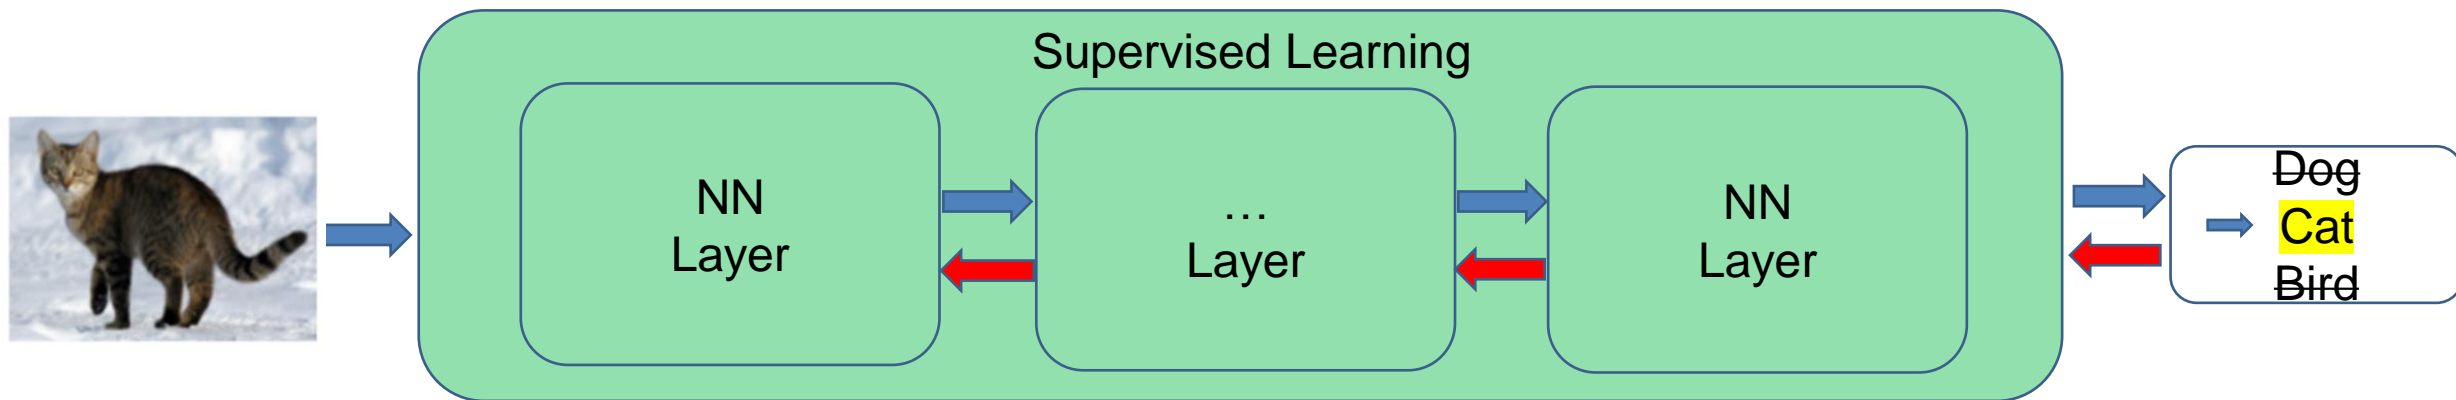 Supervised Learning
NN
Layer
…
Layer
NN
Layer
Dog
Cat
Bird